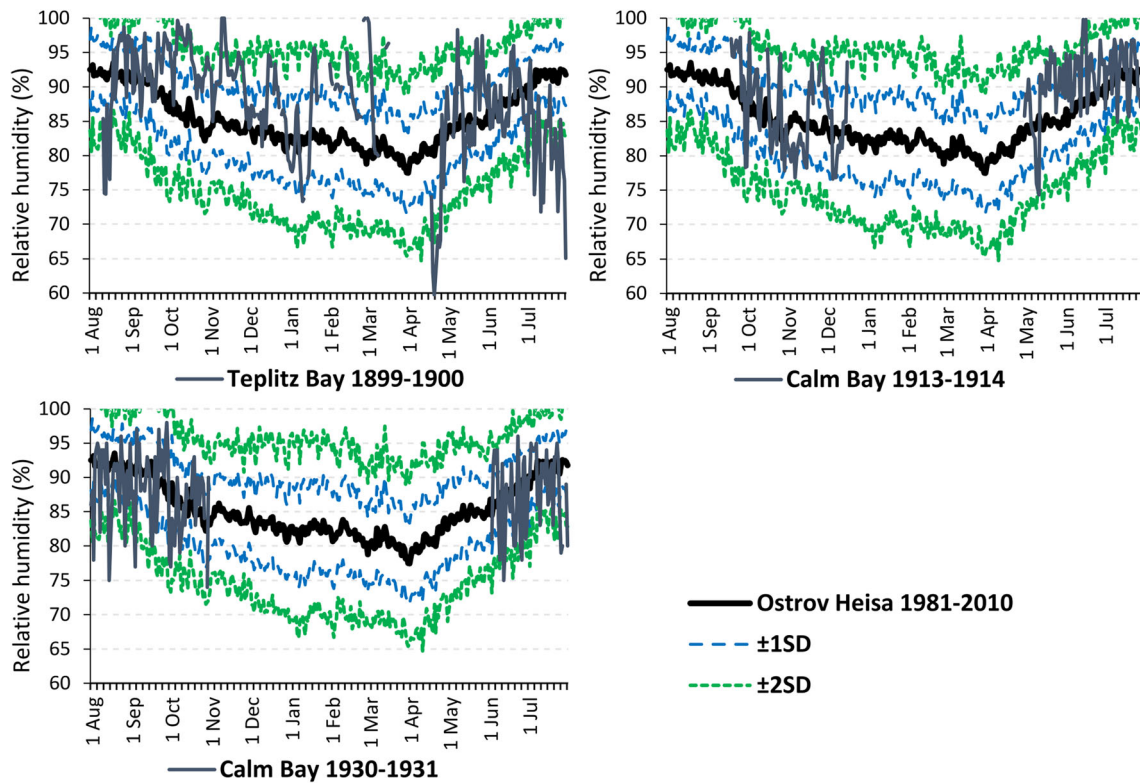 Relative humidity (%)
100
95
90
85
80
75
70
65
60
1 Aug
1 Sep
1 Oct
1 Nov
1 Dec
1 Jan
1 Feb
1 Mar
1 Apr
1 May
1 Jun
1 Jul
Teplitz Bay 1899-1900
Relative humidity (%)
100
95
90
85
80
75
70
65
60
1 Aug
1 Sep
1 Oct
1 Nov
1 Dec
1 Jan
1 Feb
1 Mar
1 Apr
1 May
1 Jun
1 Jul
Calm Bay 1913-1914
Relative humidity (%)
100
95
90
85
80
75
70
65
60
1 Aug
1 Sep
1 Oct
1 Nov
1 Dec
1 Jan
1 Feb
1 Mar
1 Apr
1 May
1 Jun
1 Jul
Calm Bay 1930-1931
Ostrov Heisa 1981-2010
±1SD
±2SD